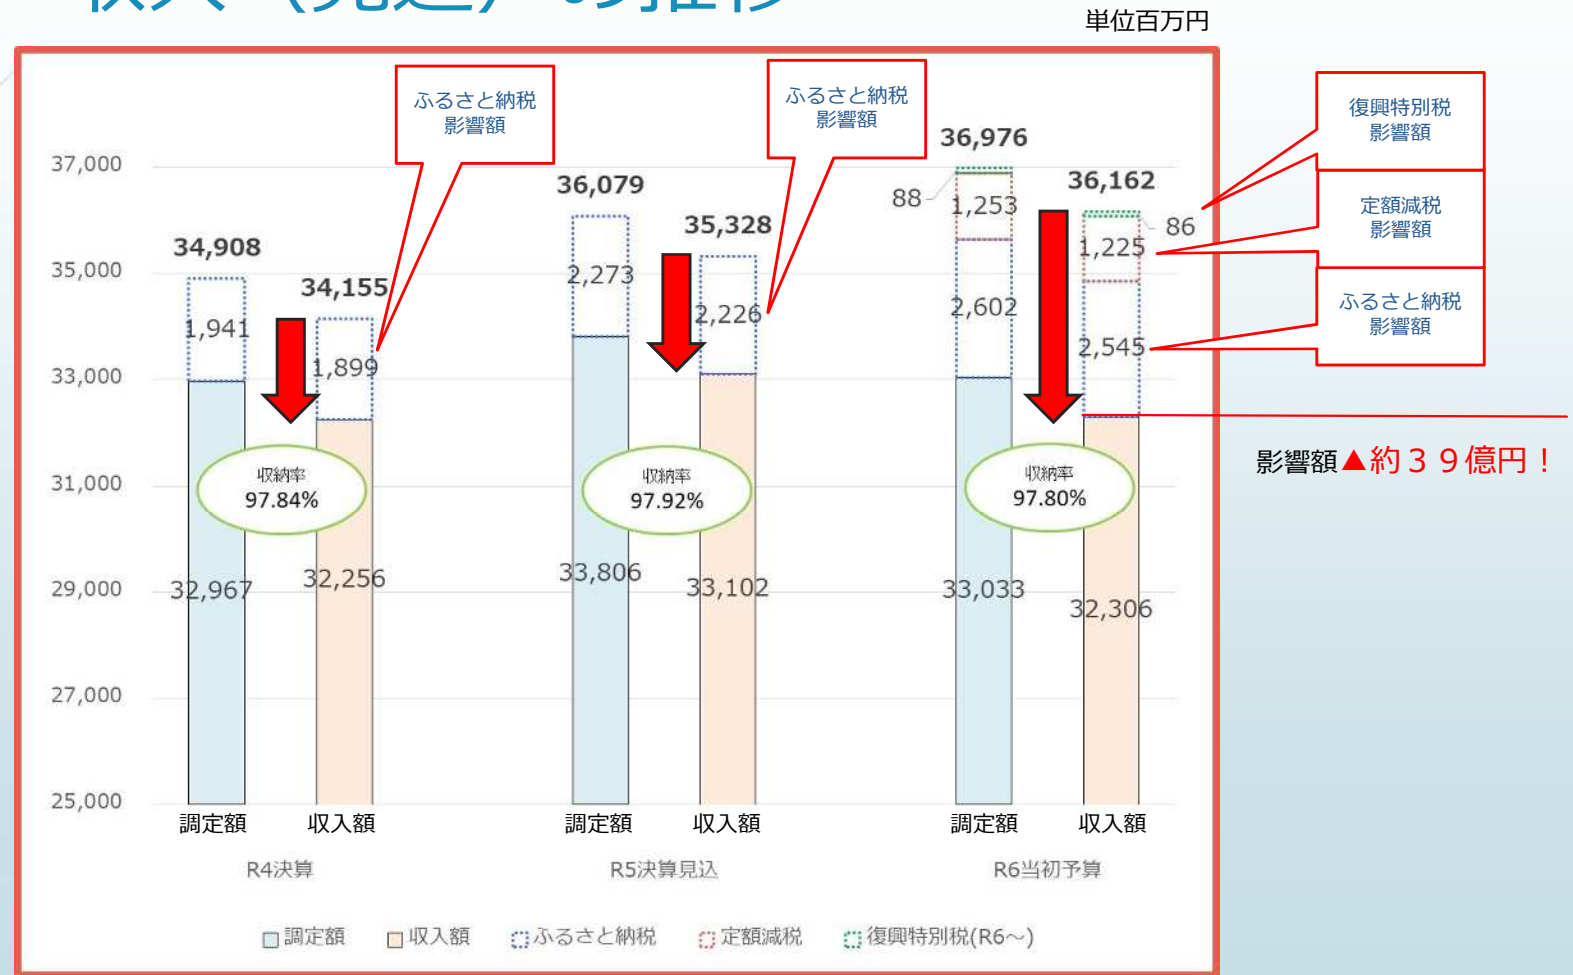 単位百万円
ふるさと納税
影響額
ふるさと納税
影響額
復興特別税
影響額
定額減税
影響額
ふるさと納税
影響額
37,000
35,000
33,000
31,000
29,000
27,000
25,000
34,908
34,155
1,941
1,899
収納率
97.84%
32,967
32,256
36,079
35,328
2,273
2,226
収納率
97.92%
33,806
33,102
36,976
36,162
88
1,253
86
1,225
2,602
2,545
収納率
97.80%
33,033
32,306
影響額▲約39億円！
調定額 収入額 調定額 収入額 調定額 収入額
R4決算 R5決算見込 R6当初予算
調定額 収入額 ふるさと納税 定額減税 復興特別税(R6～)